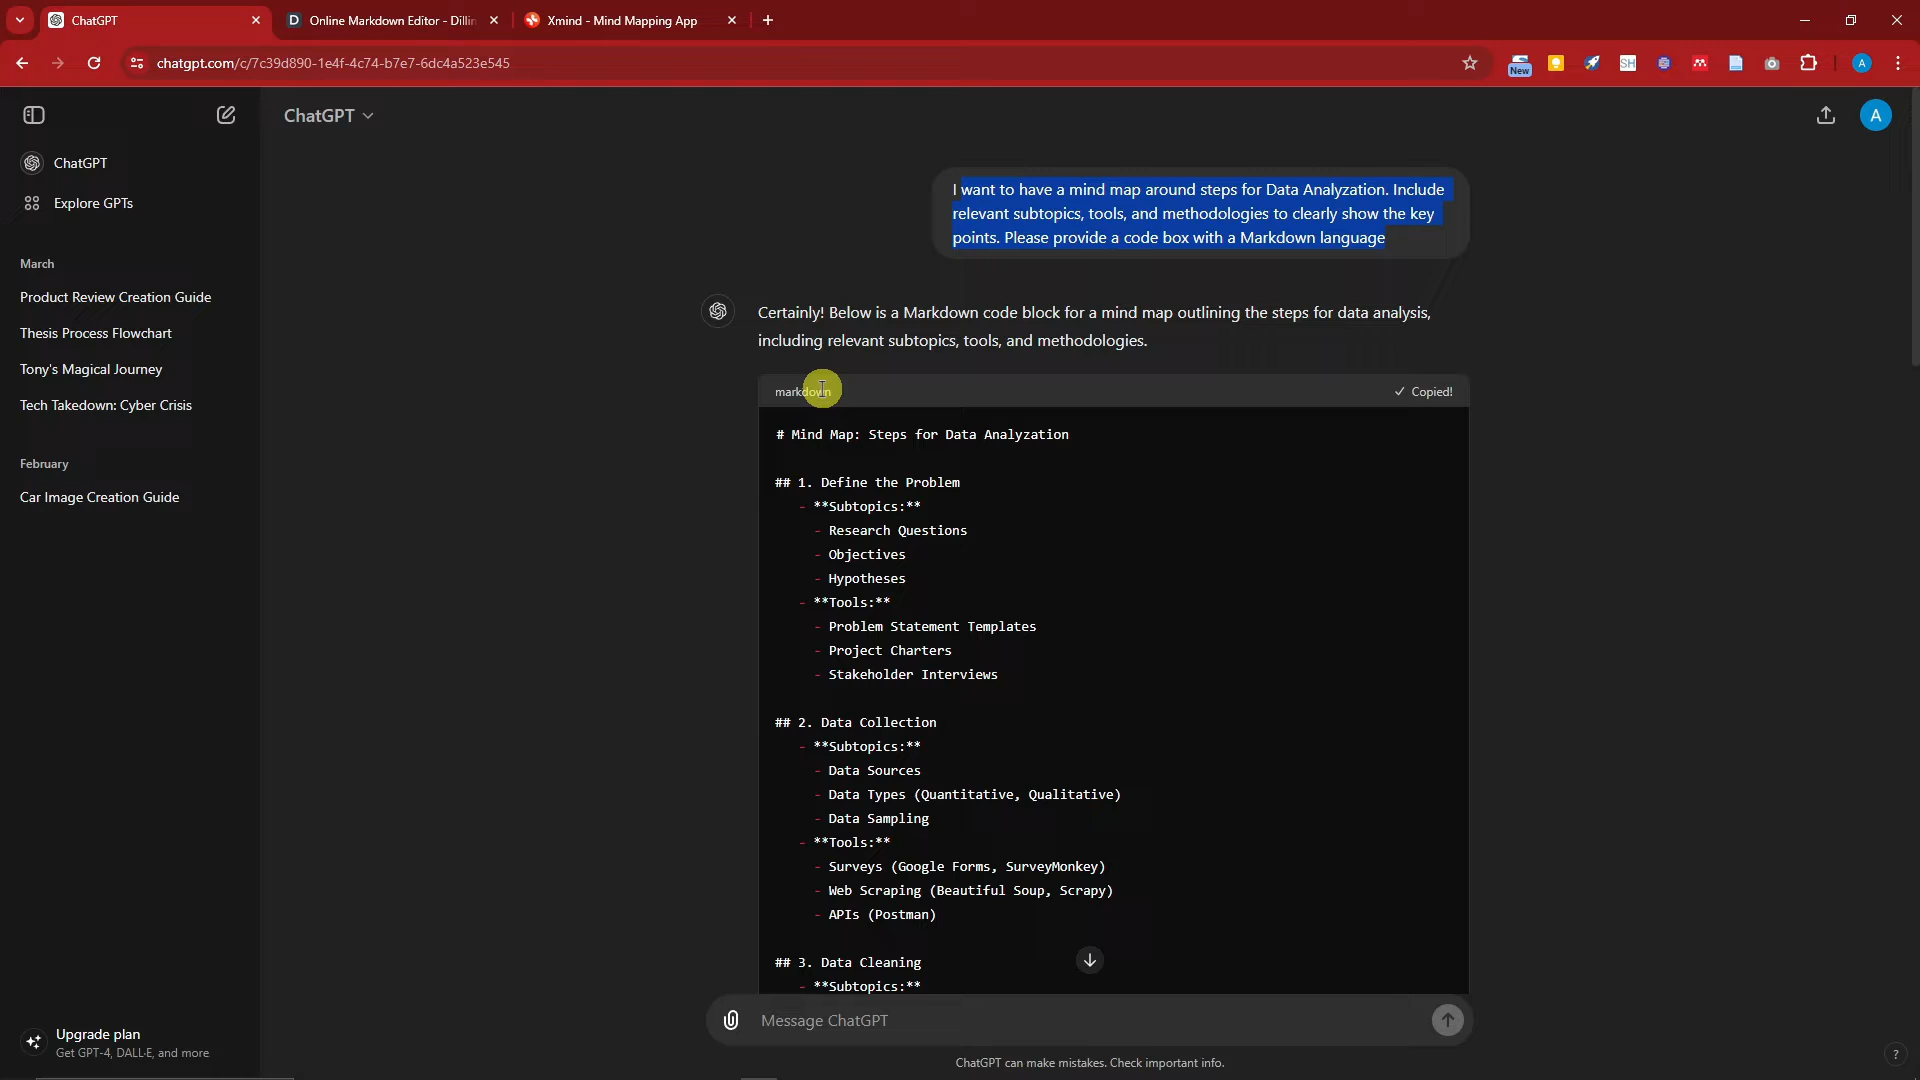 ChatGPT
Online Markdown Editor - Dillin
Xmind - Mind Mapping App
chatgpt.com/c/7c39d890-1e4f-4c74-b7e7-6dc4a523e545
New
SH
A
ChatGPT
A
ChatGPT
Explore GPTs
March
Product Review Creation Guide
Thesis Process Flowchart
Tony's Magical Journey
Tech Takedown: Cyber Crisis
February
Car Image Creation Guide
Upgrade plan
Get GPT-4, DALL·E, and more
I want to have a mind map around steps for Data Analyzation. Include
relevant subtopics, tools, and methodologies to clearly show the key
points. Please provide a code box with a Markdown language
Certainly! Below is a Markdown code block for a mind map outlining the steps for data analysis,
including relevant subtopics, tools, and methodologies.
markdown
Copied!
# Mind Map: Steps for Data Analyzation
## 1. Define the Problem
- **Subtopics:**
- Research Questions
- Objectives
- Hypotheses
- **Tools:**
- Problem Statement Templates
- Project Charters
- Stakeholder Interviews
## 2. Data Collection
- **Subtopics:**
- Data Sources
- Data Types (Quantitative, Qualitative)
- Data Sampling
- **Tools:**
- Surveys (Google Forms, SurveyMonkey)
- Web Scraping (Beautiful Soup, Scrapy)
- APIs (Postman)
## 3. Data Cleaning
- **Subtopics:**
Message ChatGPT
ChatGPT can make mistakes. Check important info.
?